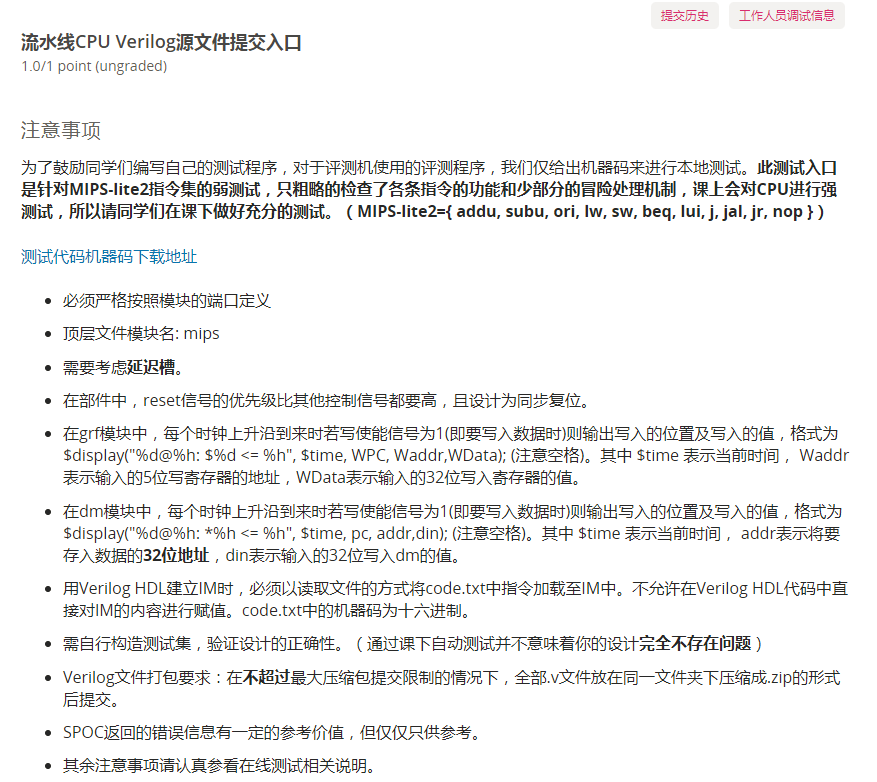 提交历史 工作人员调试信息
流水线CPU Verilog源文件提交入口
1.0/1 point (ungraded)
注意事项
为了鼓励同学们编写自己的测试程序，对于评测机使用的评测程序，我们仅给出机器码来进行本地测试。此测试入口
是针对MIPS-lite2指令集的弱测试，只粗略的检查了各条指令的功能和少部分的冒险处理机制，课上会对CPU进行强
测试，所以请同学们在课下做好充分的测试。（ MIPS-lite2={ addu, subu, ori, lw, sw, beq, lui, j, jal, jr, nop } ）
测试代码机器码下载地址
• 必须严格按照模块的端口定义
• 顶层文件模块名: mips
• 需要考虑延迟槽。
• 在部件中，reset信号的优先级比其他控制信号都要高，且设计为同步复位。
• 在grf模块中，每个时钟上升沿到来时若写使能信号为1(即要写入数据时)则输出写入的位置及写入的值，格式为
$display("%d@%h: $%d <= %h", $time, WPC, Waddr,WData); (注意空格)。其中 $time 表示当前时间， Waddr
表示输入的5位写寄存器的地址，WData表示输入的32位写入寄存器的值。
• 在dm模块中，每个时钟上升沿到来时若写使能信号为1(即要写入数据时)则输出写入的位置及写入的值，格式为
$display("%d@%h: *%h <= %h", $time, pc, addr,din); (注意空格)。其中 $time 表示当前时间， addr表示将要
存入数据的32位地址，din表示输入的32位写入dm的值。
• 用Verilog HDL建立IM时，必须以读取文件的方式将code.txt中指令加载至IM中。不允许在Verilog HDL代码中直
接对IM的内容进行赋值。code.txt中的机器码为十六进制。
• 需自行构造测试集，验证设计的正确性。（ 通过课下自动测试并不意味着你的设计完全不存在问题 ）
• Verilog文件打包要求：在不超过最大压缩包提交限制的情况下，全部.v文件放在同一文件夹下压缩成.zip的形式
后提交。
• SPOC返回的错误信息有一定的参考价值，但仅仅只供参考。
• 其余注意事项请认真参看在线测试相关说明。